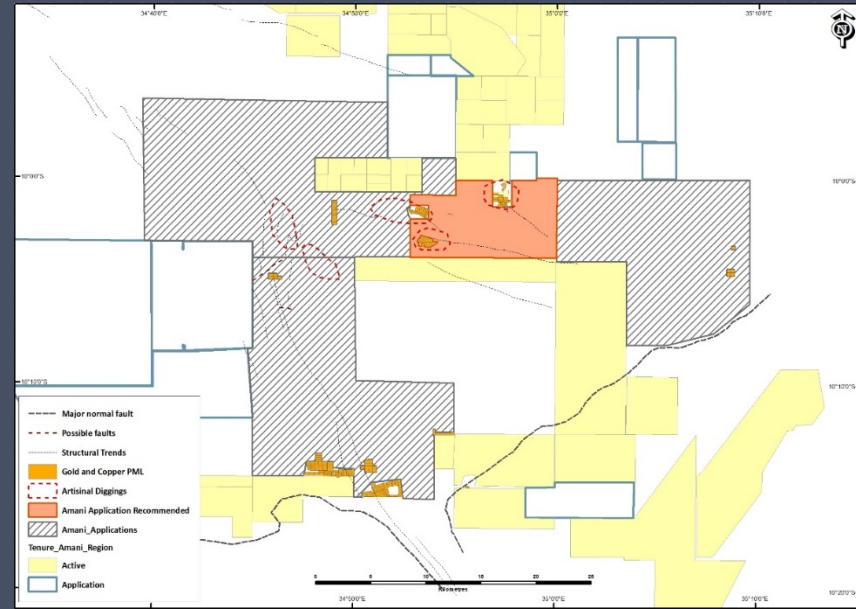 34°40'0"E 34°50'0"E 35°0'0"E 35°10'0"E
N
10°0'0"S 10°0'0"S
10°10'0"S 10°10'0"S
Major normal fault
Possible faults
Structural Trends
Gold and Copper PML
Artisinal Diggings
Amani Application Recommended
Amani_Applications
Tenure_Amani_Region
Active
Application
0 5 10 15 20 25
Kilometres
10°20'0"S
34°50'0"E 35°0'0"E 35°10'0"E